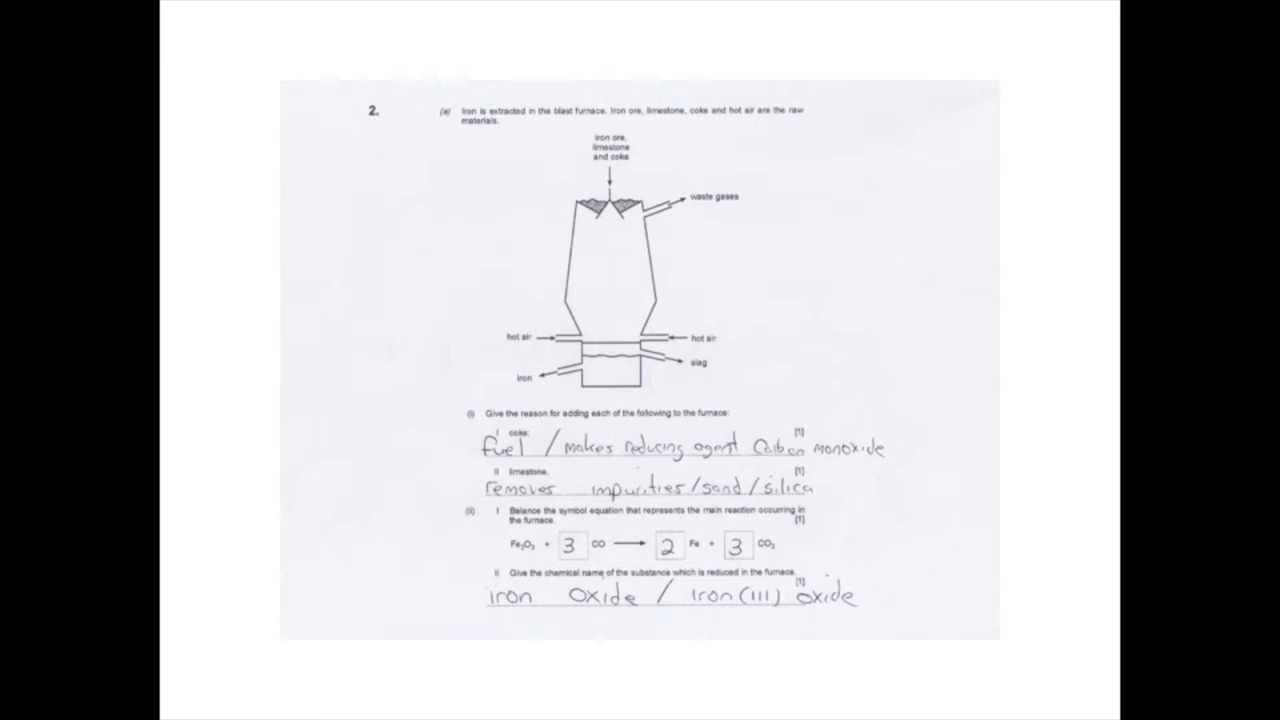 2.
(a) Iron is extracted in the blast furnace. Iron ore, limestone, coke and hot air are the raw
materials.
iron ore,
limestone
and coke
waste gases
hot air
hot air
slag
iron
(i) Give the reason for adding each of the following to the furnace:
I coke; [1]
fuel / makes reducing agent carbon monoxide
II limestone. [1]
removes impurities/sand/silica
(ii) I Balance the symbol equation that represents the main reaction occurring in
the furnace. [1]
Fe₂O₃ + 3 CO ⟶ 2 Fe + 3 CO₂
II Give the chemical name of the substance which is reduced in the furnace.
[1]
iron oxide / iron(III) oxide